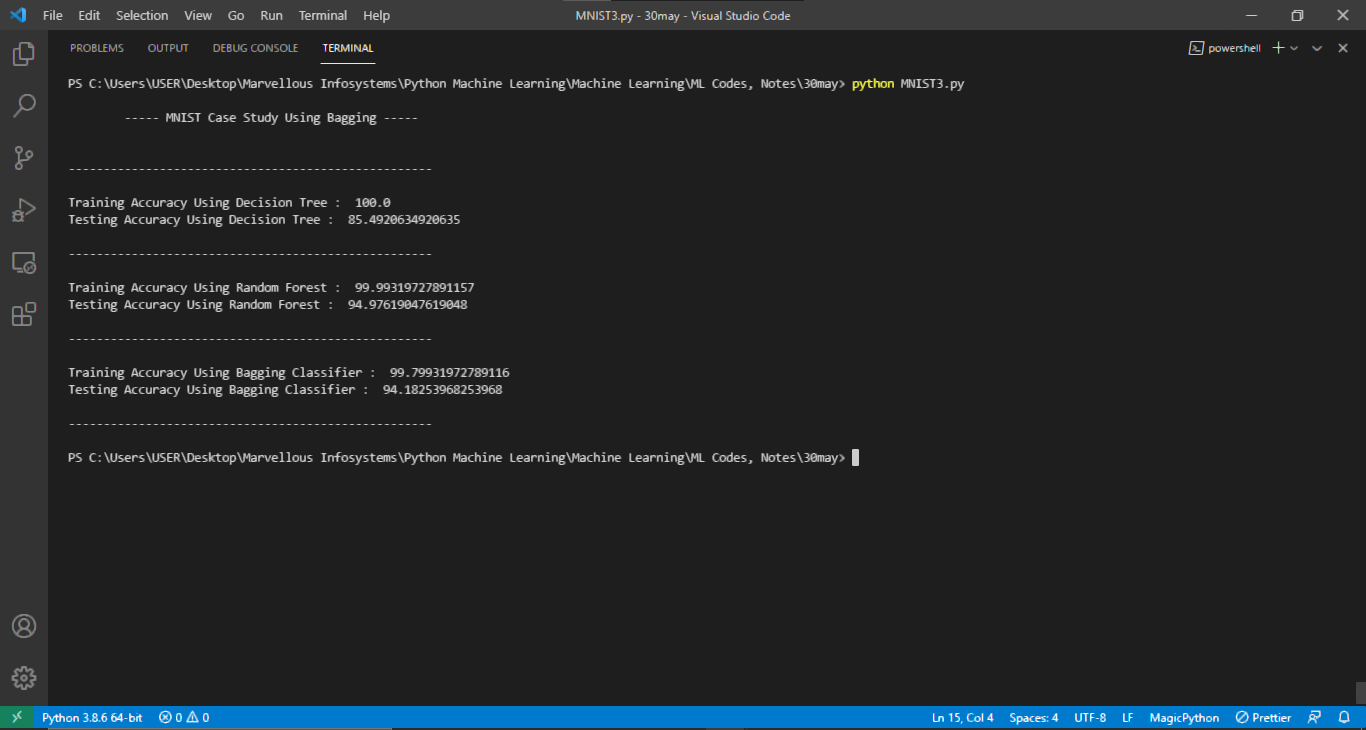 File Edit Selection View Go Run Terminal Help MNIST3.py - 30may - Visual Studio Code
PROBLEMS OUTPUT DEBUG CONSOLE TERMINAL powershell
PS C:\Users\USER\Desktop\Marvellous Infosystems\Python Machine Learning\Machine Learning\ML Codes, Notes\30may> python MNIST3.py
----- MNIST Case Study Using Bagging -----
----------------------------------------------------
Training Accuracy Using Decision Tree :  100.0
Testing Accuracy Using Decision Tree :  85.4920634920635
----------------------------------------------------
Training Accuracy Using Random Forest :  99.99319727891157
Testing Accuracy Using Random Forest :  94.97619047619048
----------------------------------------------------
Training Accuracy Using Bagging Classifier :  99.79931972789116
Testing Accuracy Using Bagging Classifier :  94.18253968253968
----------------------------------------------------
PS C:\Users\USER\Desktop\Marvellous Infosystems\Python Machine Learning\Machine Learning\ML Codes, Notes\30may>
Python 3.8.6 64-bit 0 0 Ln 15, Col 4 Spaces: 4 UTF-8 LF MagicPython Prettier